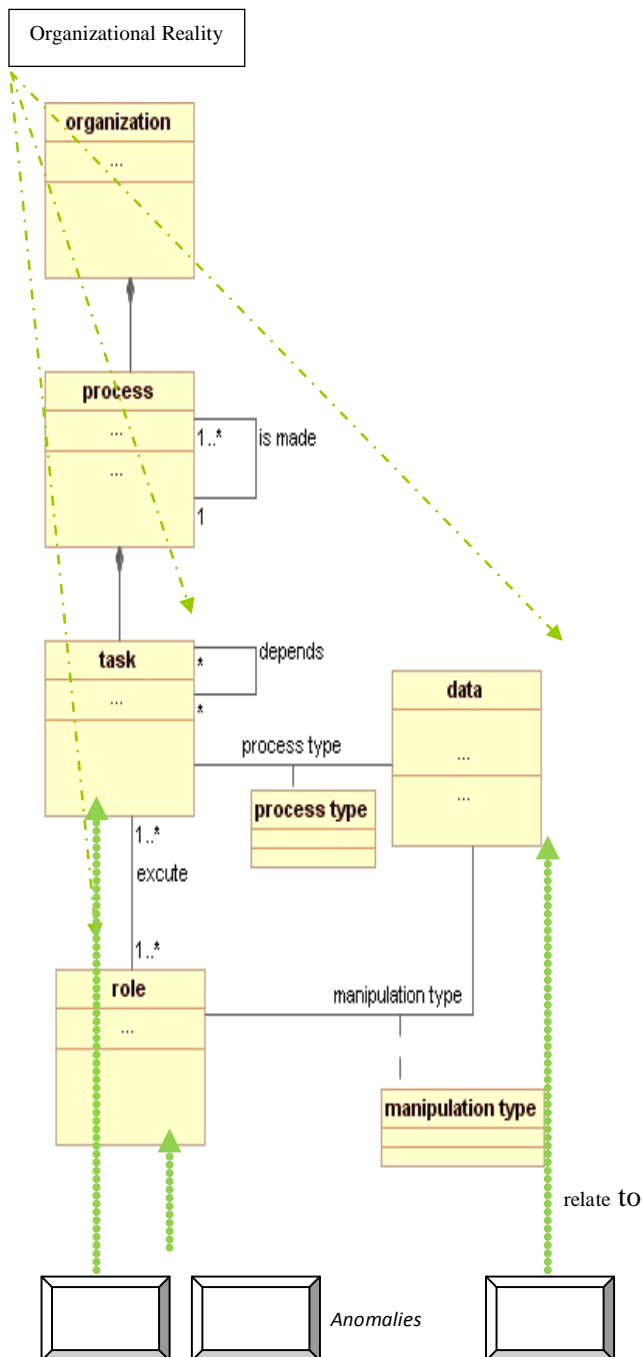 Organizational Reality
organization
...
process
...
1..*
is made
...
1
task
*
depends
...
*
data
...
process type
...
process type
1..*
excute
1..*
role
...
manipulation type
manipulation type
relate to
Anomalies